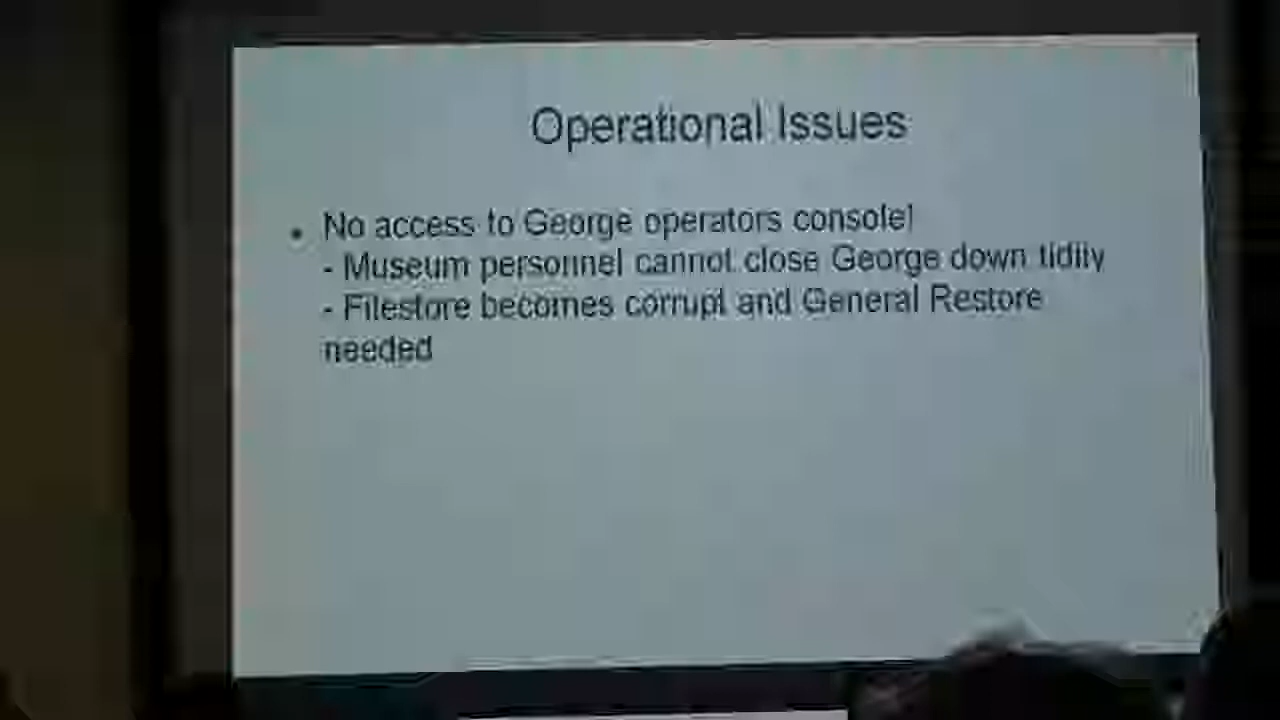 Operational Issues
• No access to George operators console!
- Museum personnel cannot close George down tidily
- Filestore becomes corrupt and General Restore
needed